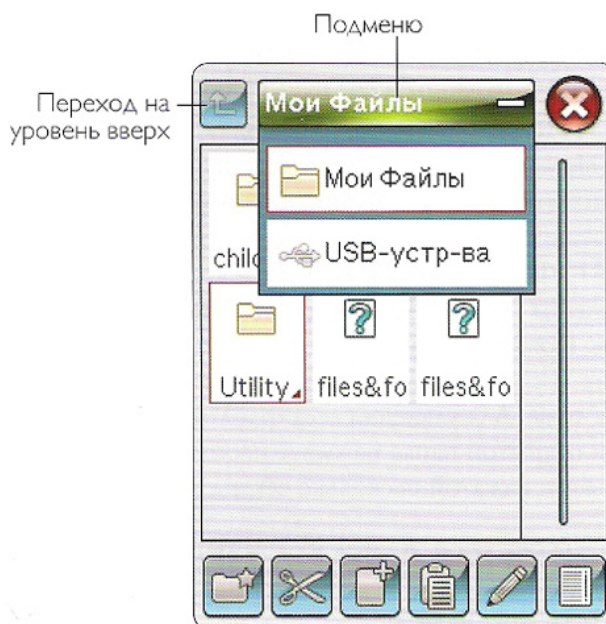 Подменю
Переход на
уровень вверх
Мои Файлы
Мои Файлы
USB-устр-ва
Utility
files&fo
files&fo